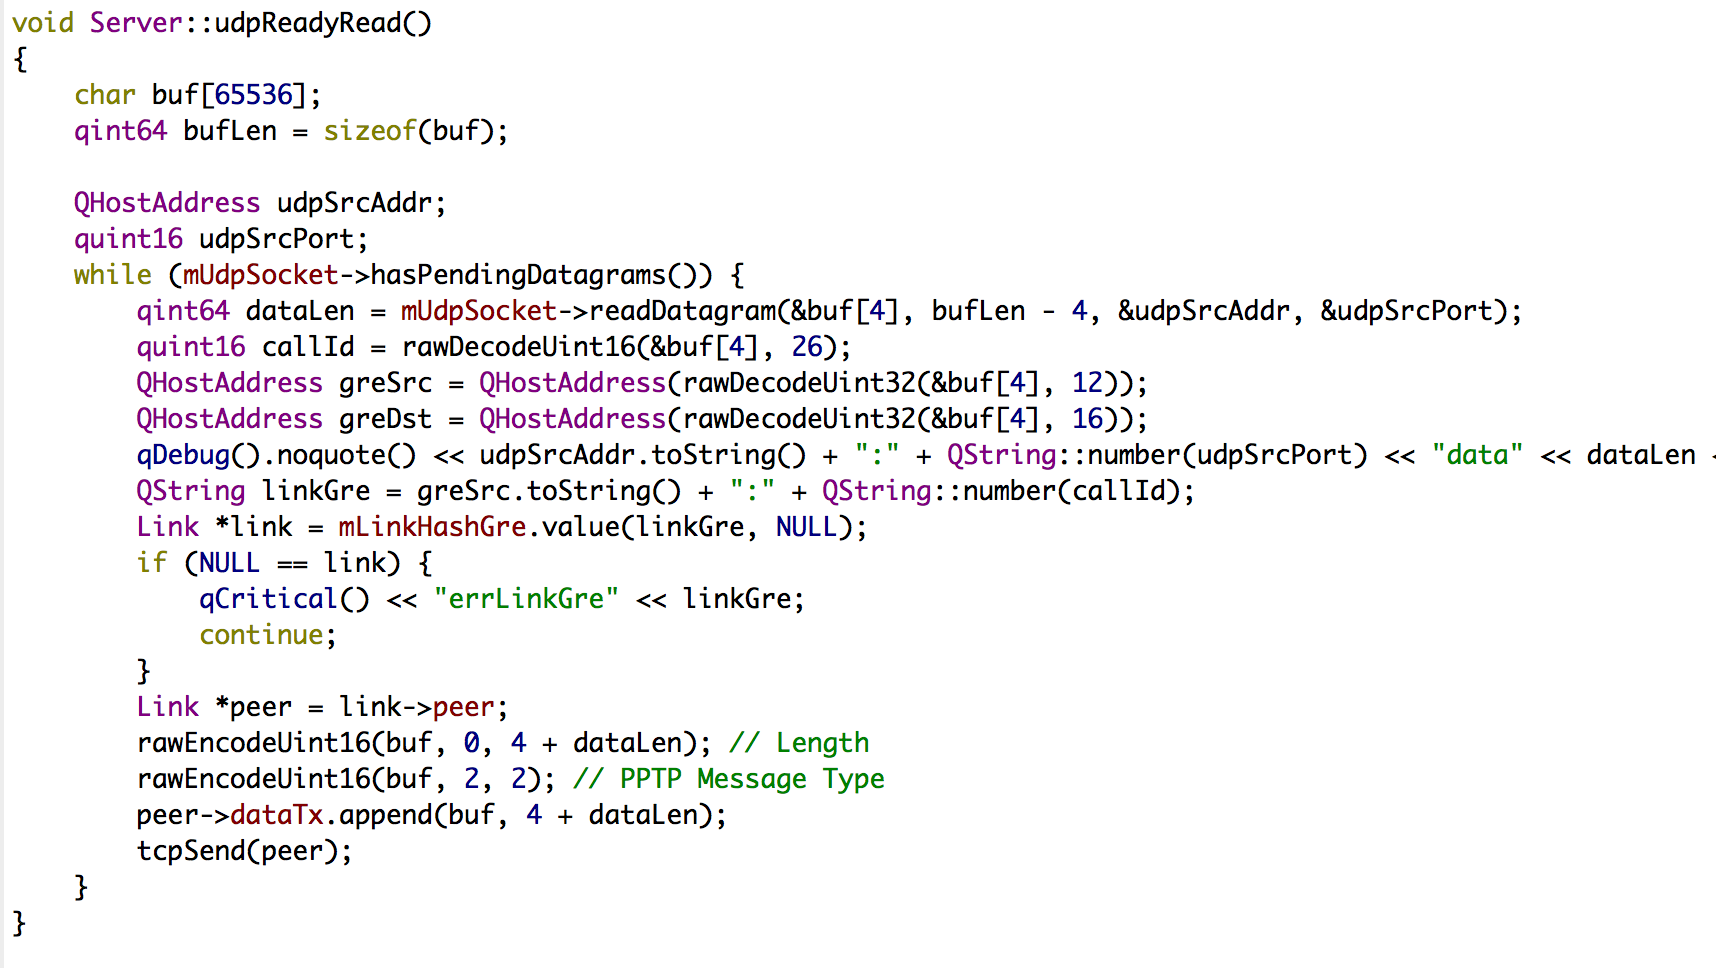 void Server::udpReadyRead()
{
    char buf[65536];
    qint64 bufLen = sizeof(buf);

    QHostAddress udpSrcAddr;
    quint16 udpSrcPort;
    while (mUdpSocket->hasPendingDatagrams()) {
        qint64 dataLen = mUdpSocket->readDatagram(&buf[4], bufLen - 4, &udpSrcAddr, &udpSrcPort);
        quint16 callId = rawDecodeUint16(&buf[4], 26);
        QHostAddress greSrc = QHostAddress(rawDecodeUint32(&buf[4], 12));
        QHostAddress greDst = QHostAddress(rawDecodeUint32(&buf[4], 16));
        qDebug().noquote() << udpSrcAddr.toString() + ":" + QString::number(udpSrcPort) << "data" << dataLen <
        QString linkGre = greSrc.toString() + ":" + QString::number(callId);
        Link *link = mLinkHashGre.value(linkGre, NULL);
        if (NULL == link) {
            qCritical() << "errLinkGre" << linkGre;
            continue;
        }
        Link *peer = link->peer;
        rawEncodeUint16(buf, 0, 4 + dataLen); // Length
        rawEncodeUint16(buf, 2, 2); // PPTP Message Type
        peer->dataTx.append(buf, 4 + dataLen);
        tcpSend(peer);
    }
}